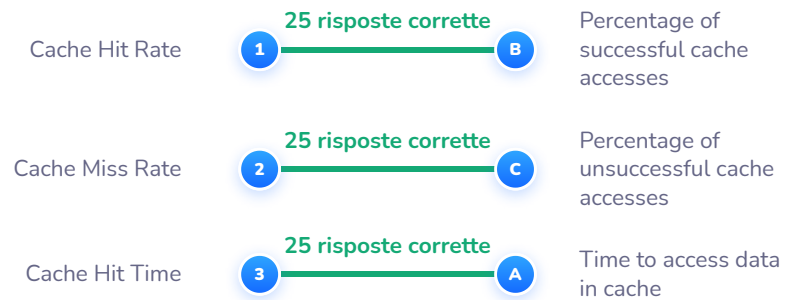 25 risposte corrette
Cache Hit Rate
1
B
Percentage of
successful cache
accesses
25 risposte corrette
Cache Miss Rate
2
C
Percentage of
unsuccessful cache
accesses
25 risposte corrette
Cache Hit Time
3
A
Time to access data
in cache